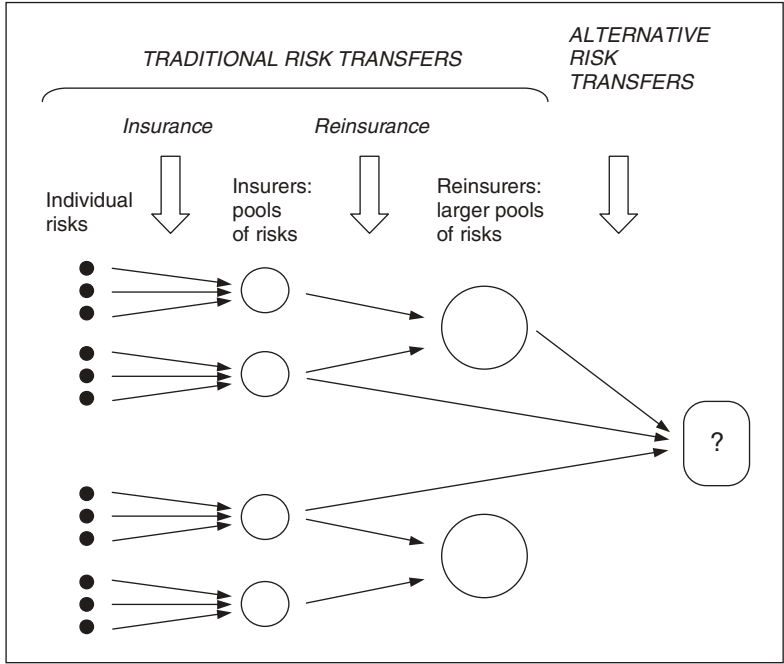 TRADITIONAL RISK TRANSFERS
ALTERNATIVE
RISK
TRANSFERS
Insurance
Reinsurance
Individual
risks
Insurers:
pools
of risks
Reinsurers:
larger pools
of risks
?